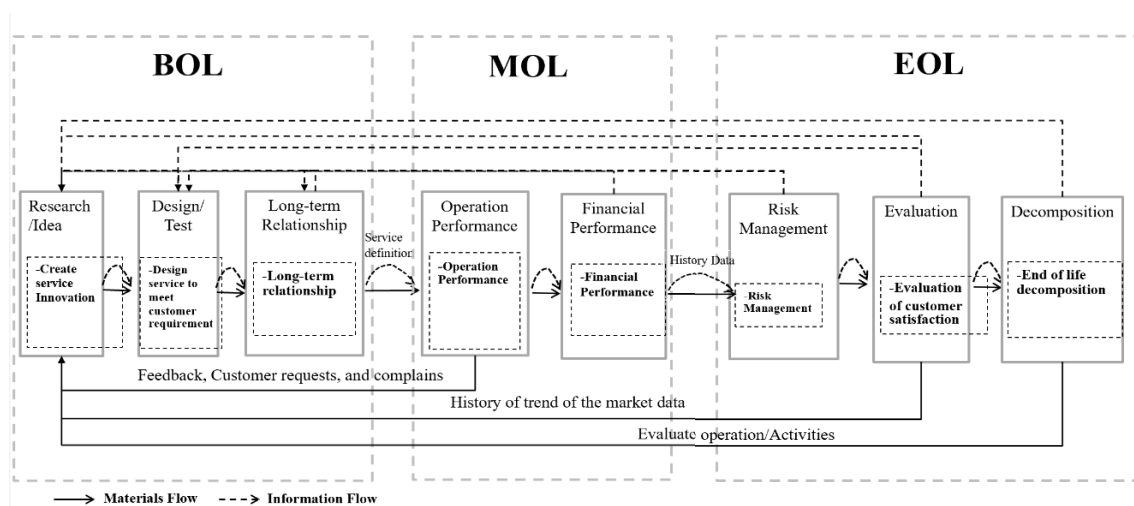 BOL
MOL
EOL
Research
/Idea
-Create
service
Innovation
Design/
Test
-Design
service to
meet
customer
requirement
Long-term
Relationship
-Long-term
relationship
Service
definition
Operation
Performance
-Operation
Performance
Financial
Performance
-Financial
Performance
History Data
Risk
Management
-Risk
Management
Evaluation
-Evaluation
of customer
satisfaction
Decomposition
-End of life
decomposition
Feedback, Customer requests, and complains
History of trend of the market data
Evaluate operation/Activities
Materials Flow
Information Flow